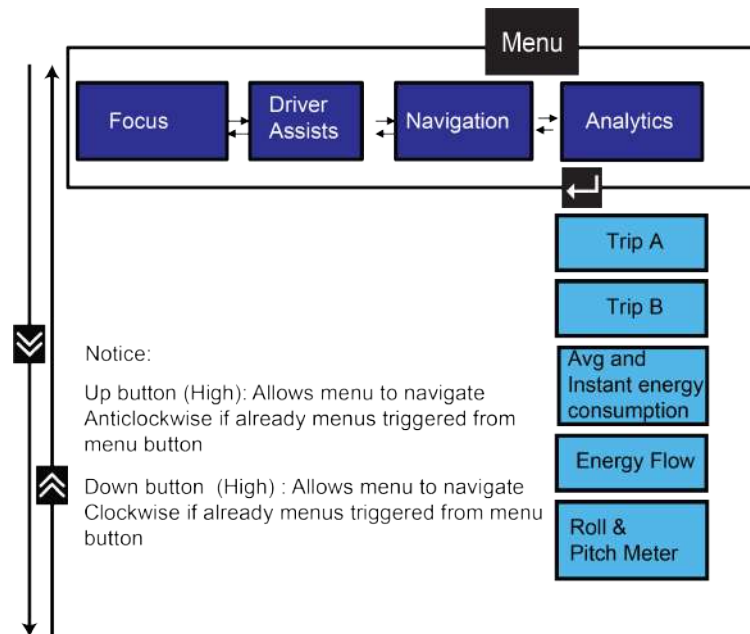 Menu
Focus
Driver
Assists
Navigation
Analytics
Trip A
Trip B
Avg and
Instant energy
consumption
Energy Flow
Roll &
Pitch Meter
Notice:
Up button (High): Allows menu to navigate
Anticlockwise if already menus triggered from
menu button
Down button  (High) : Allows menu to navigate
Clockwise if already menus triggered from menu
button